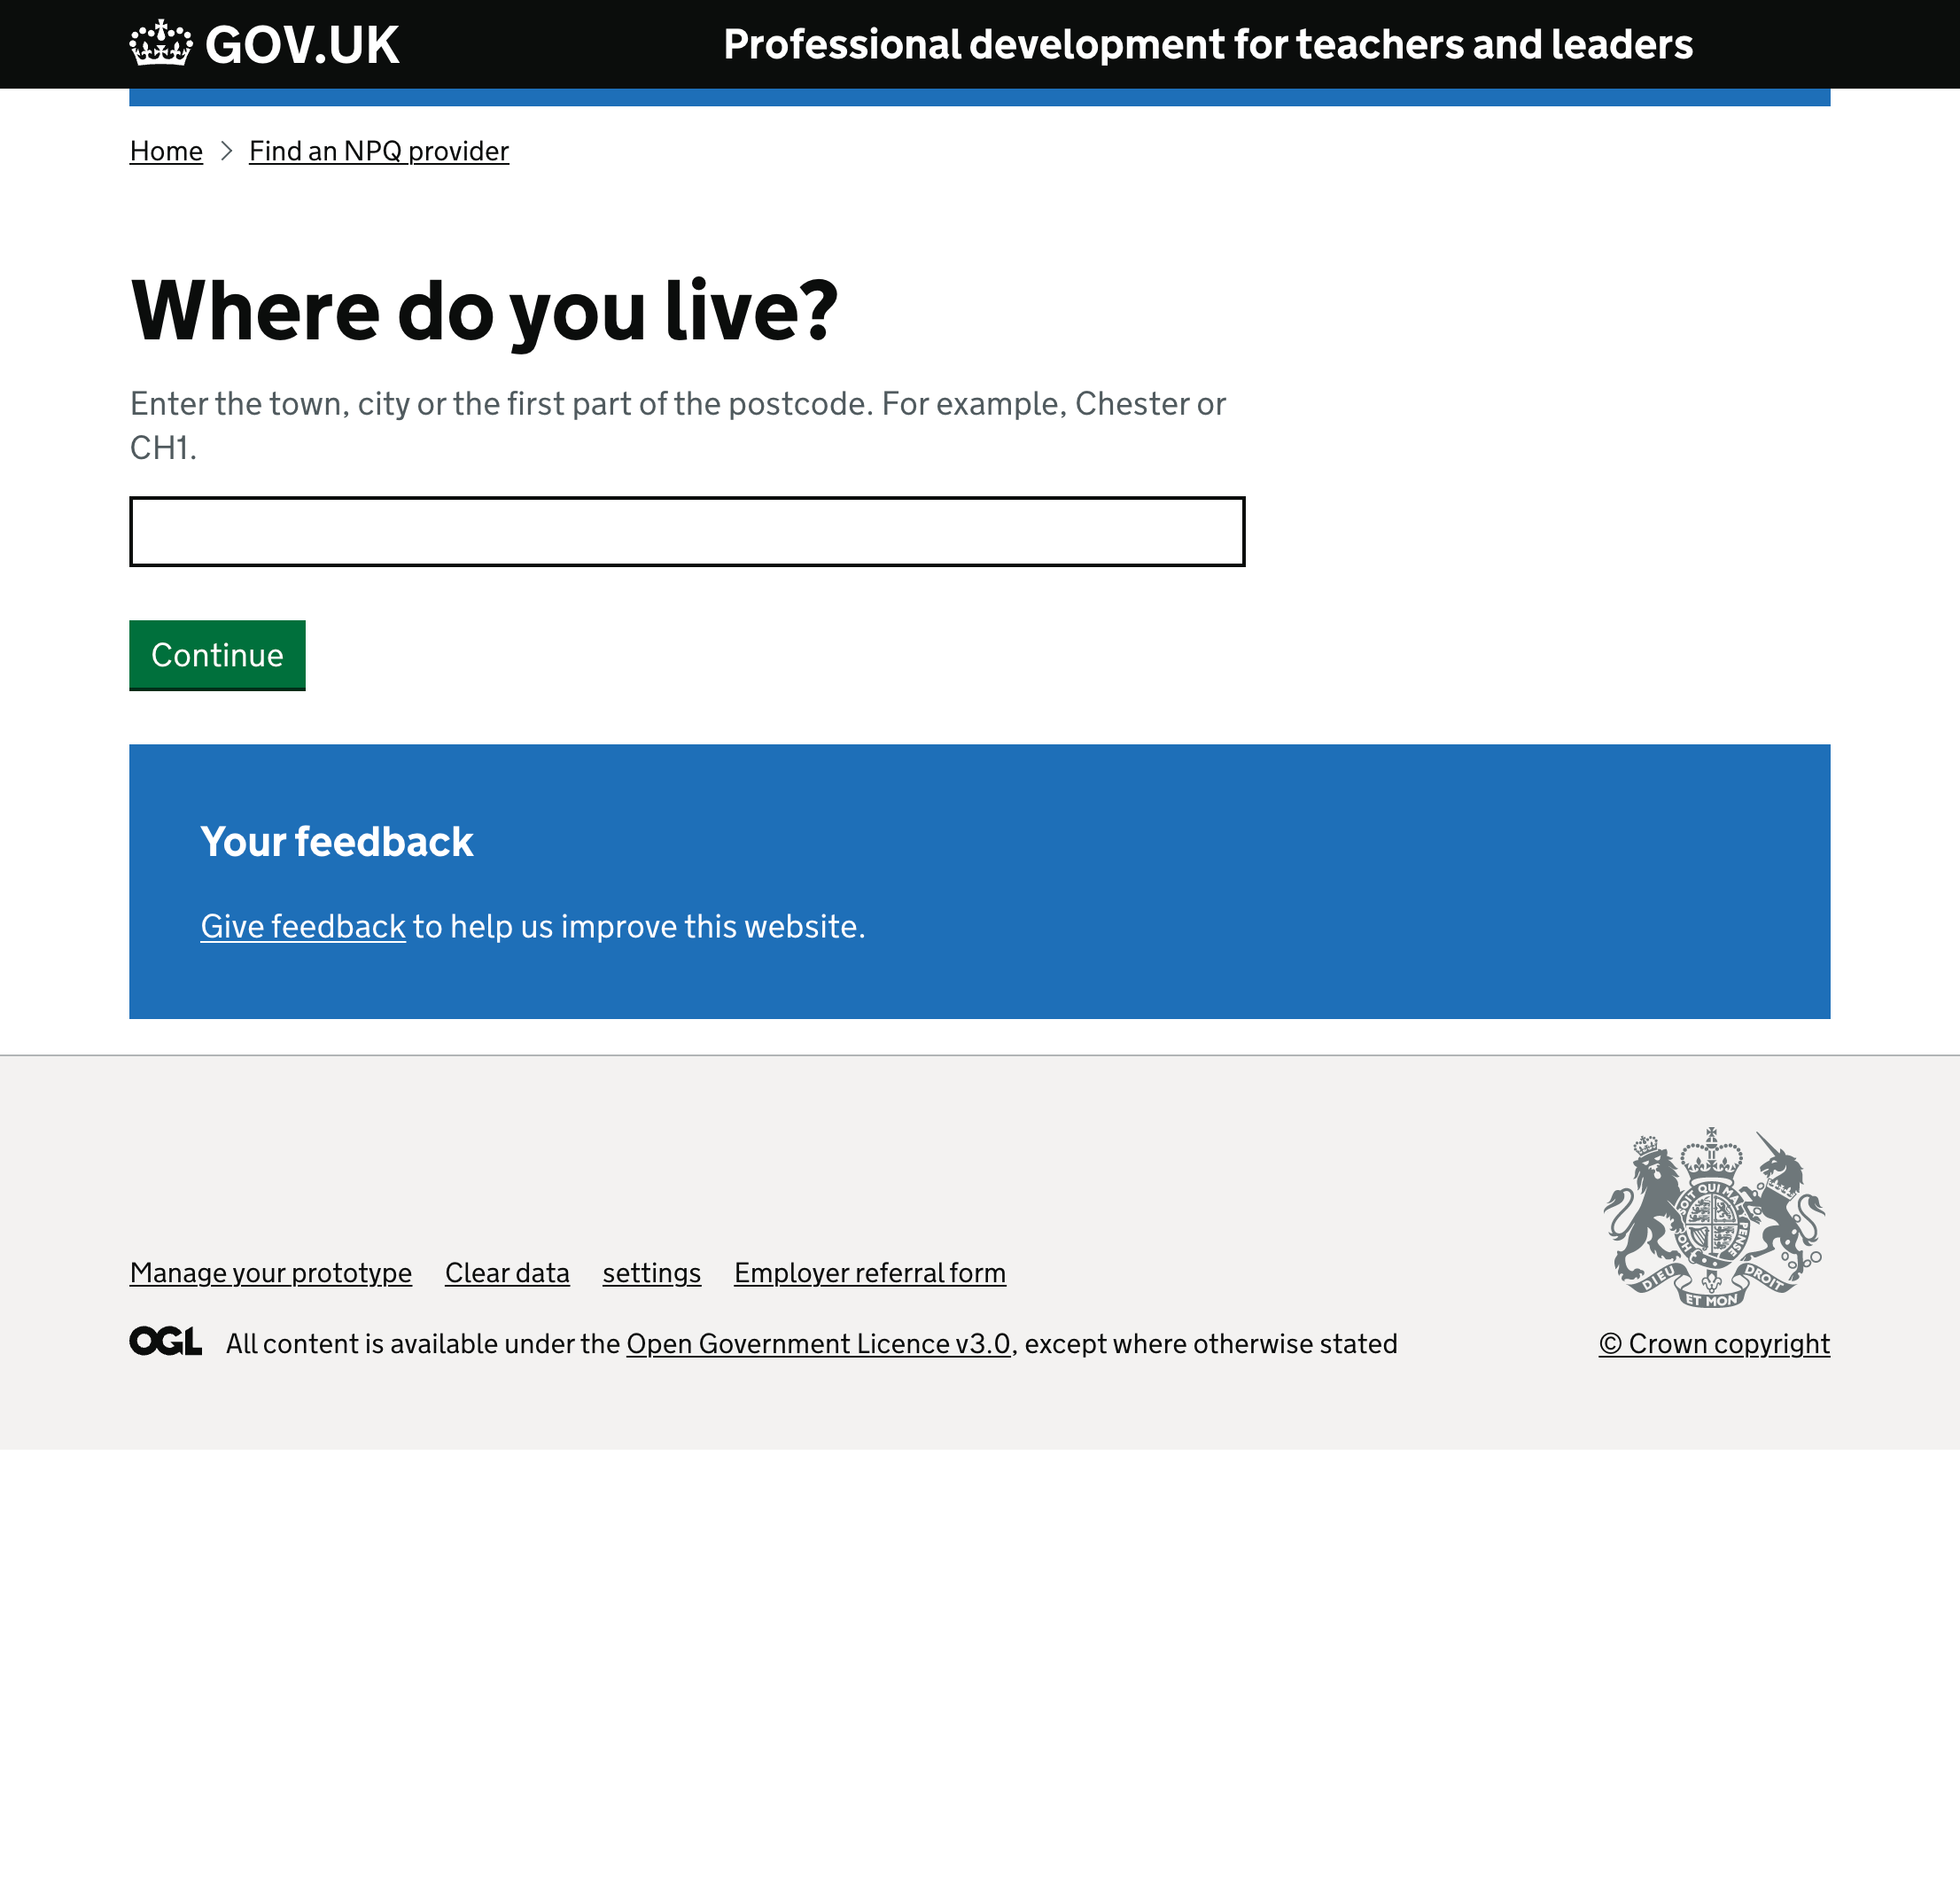 GOV.UK
Professional development for teachers and leaders
Home
Find an NPQ provider
Where do you live?
Enter the town, city or the first part of the postcode. For example, Chester or
CH1.
Continue
Your feedback
Give feedback to help us improve this website.
Manage your prototype
Clear data
settings
Employer referral form
SOIT QUI MAL
PENSE
HO
DIEU
ET MON
DROIT
OGL
All content is available under the Open Government Licence v3.0, except where otherwise stated
© Crown copyright